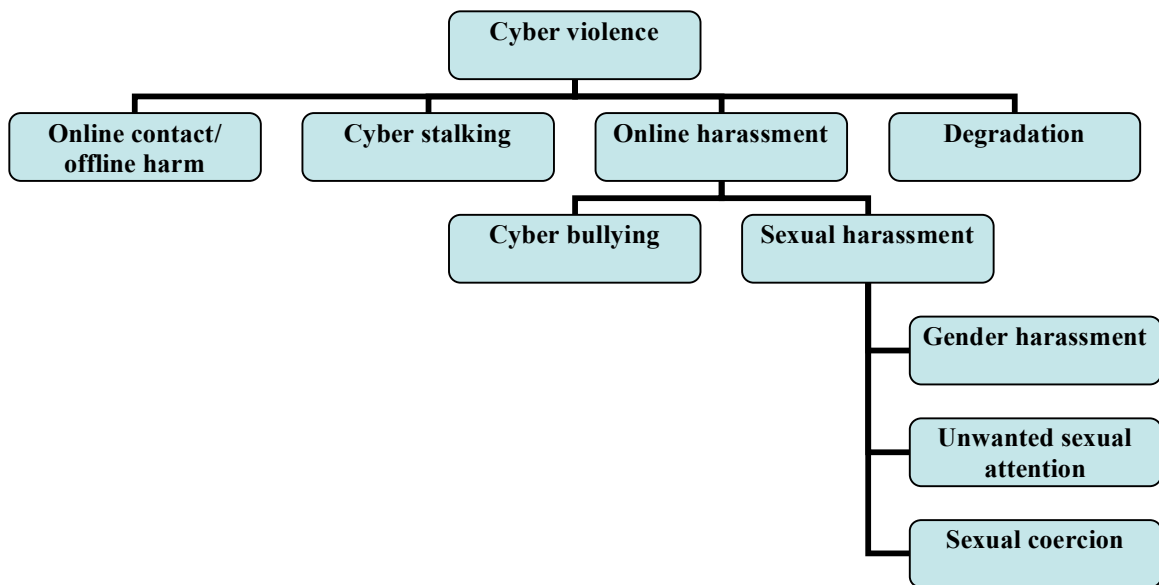 Cyber violence
Online contact/
offline harm
Cyber stalking
Online harassment
Degradation
Cyber bullying
Sexual harassment
Gender harassment
Unwanted sexual
attention
Sexual coercion